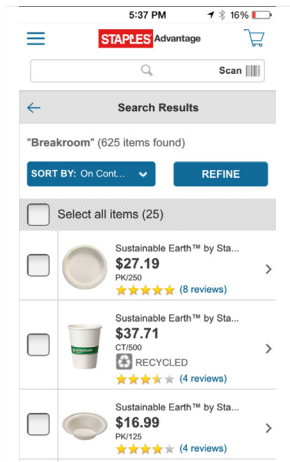 5:37 PM 16%
STAPLES Advantage
Scan
Search Results
"Breakroom" (625 items found)
SORT BY: On Cont... REFINE
Select all items (25)
Sustainable Earth™ by Sta...
$27.19
PK/250
(8 reviews)
Sustainable Earth™ by Sta...
$37.71
CT/500
RECYCLED
(4 reviews)
Sustainable Earth™ by Sta...
$16.99
PK/125
(4 reviews)